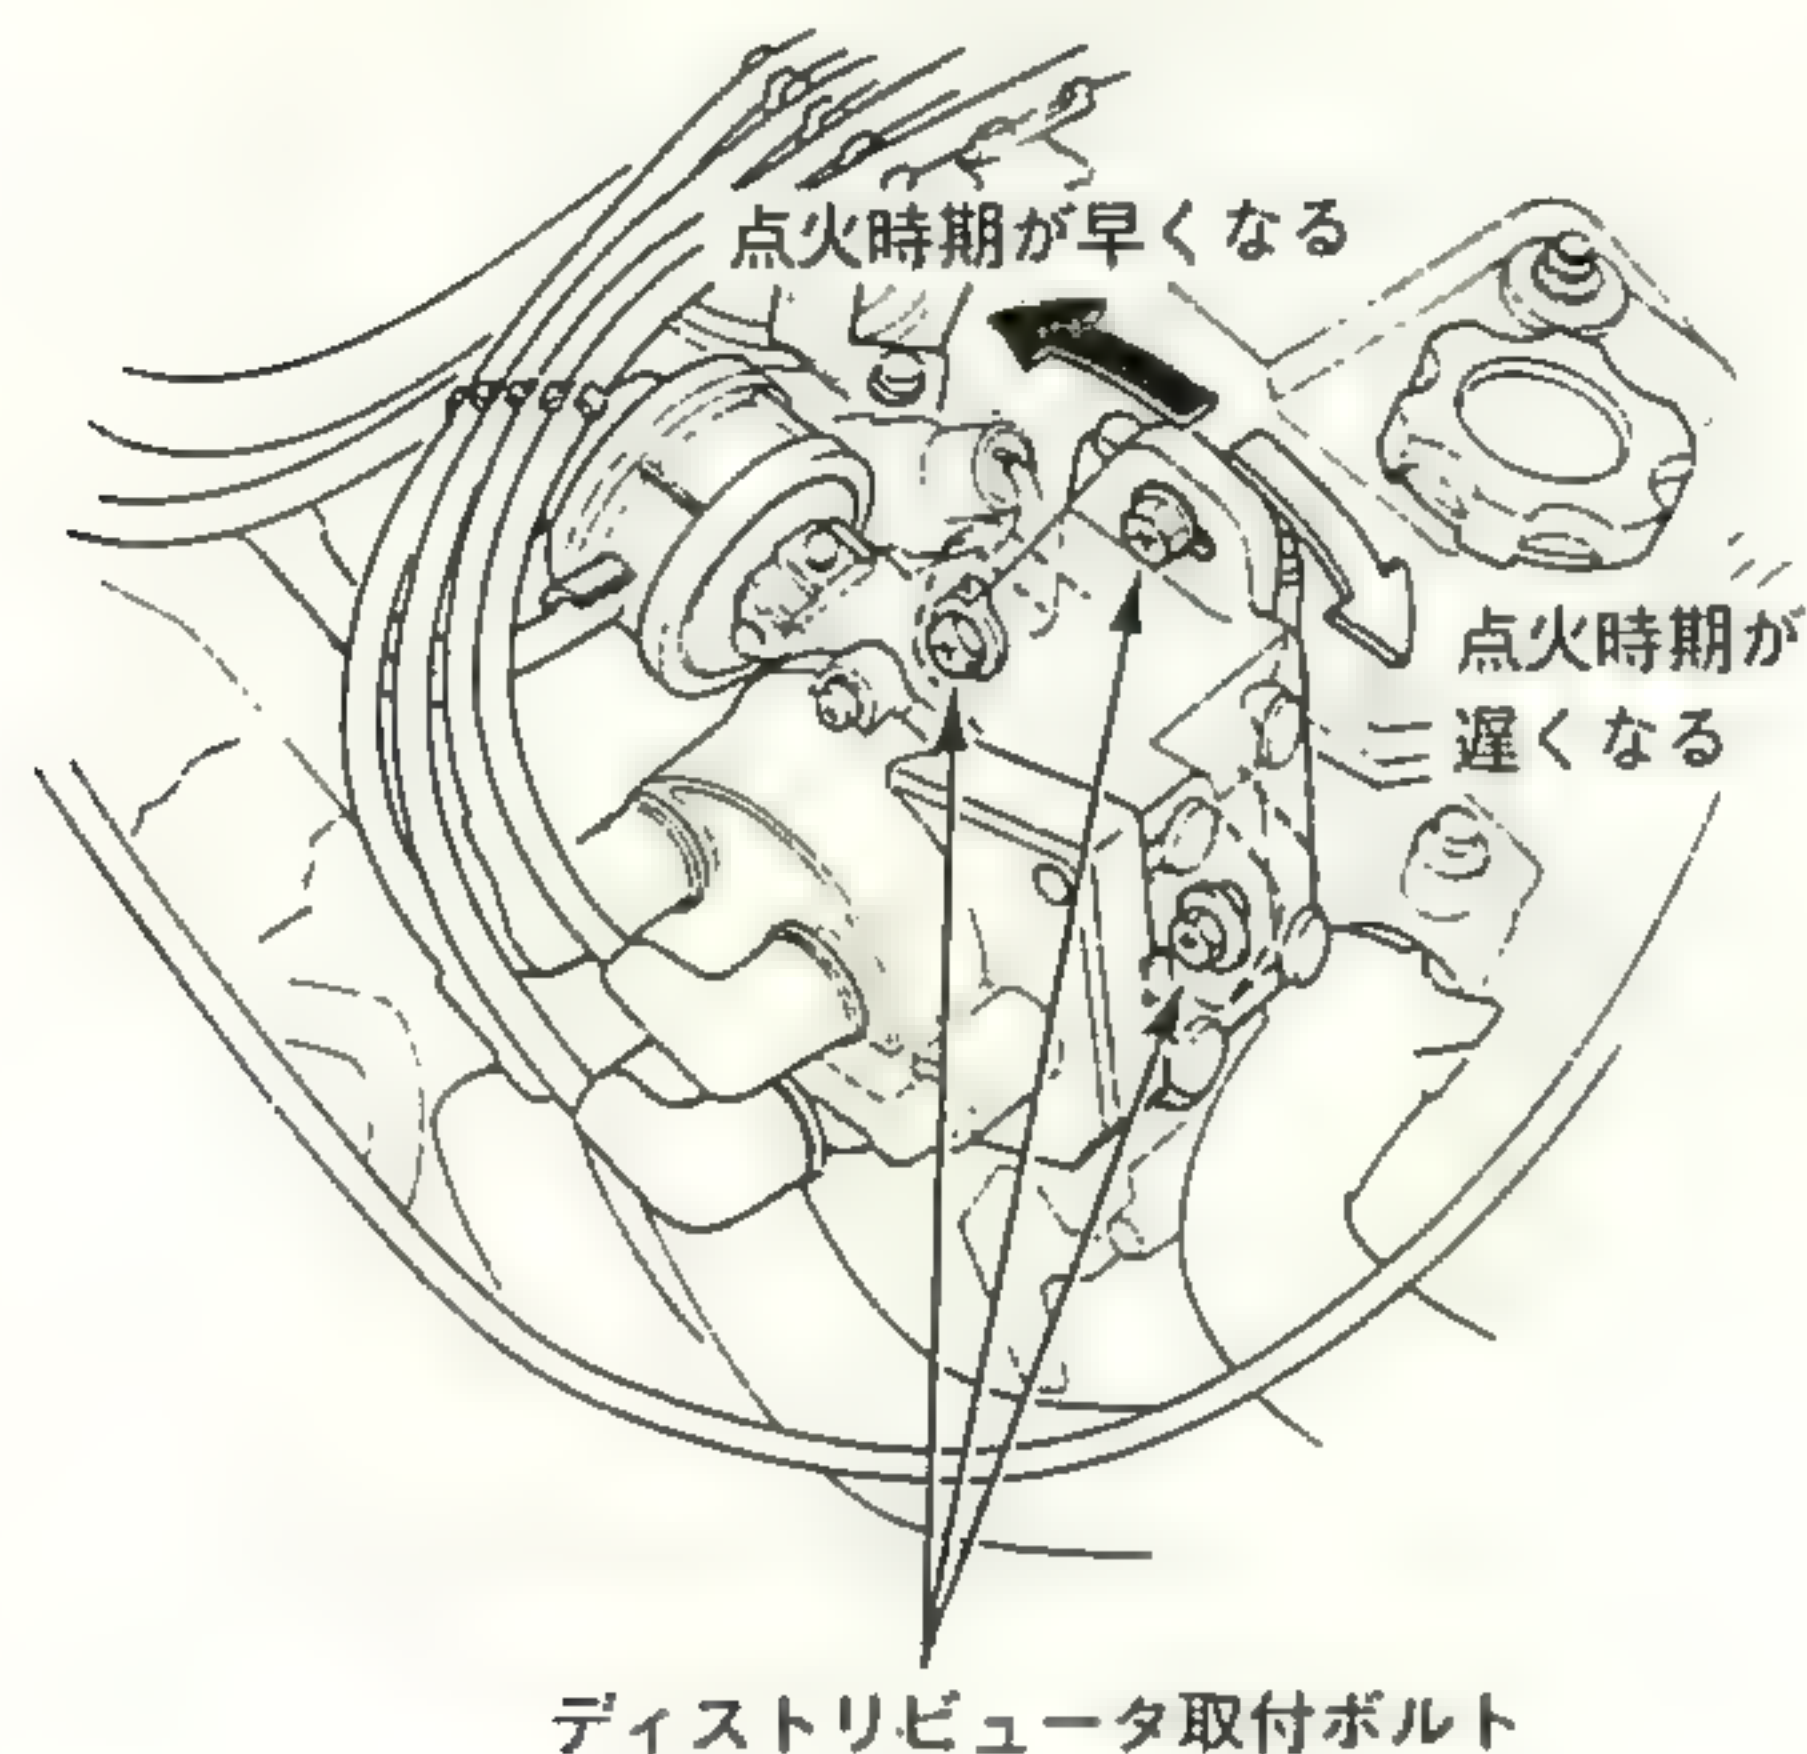 点火時期が早くなる
点火時期が
遅くなる
ディストリビュータ取付ボルト